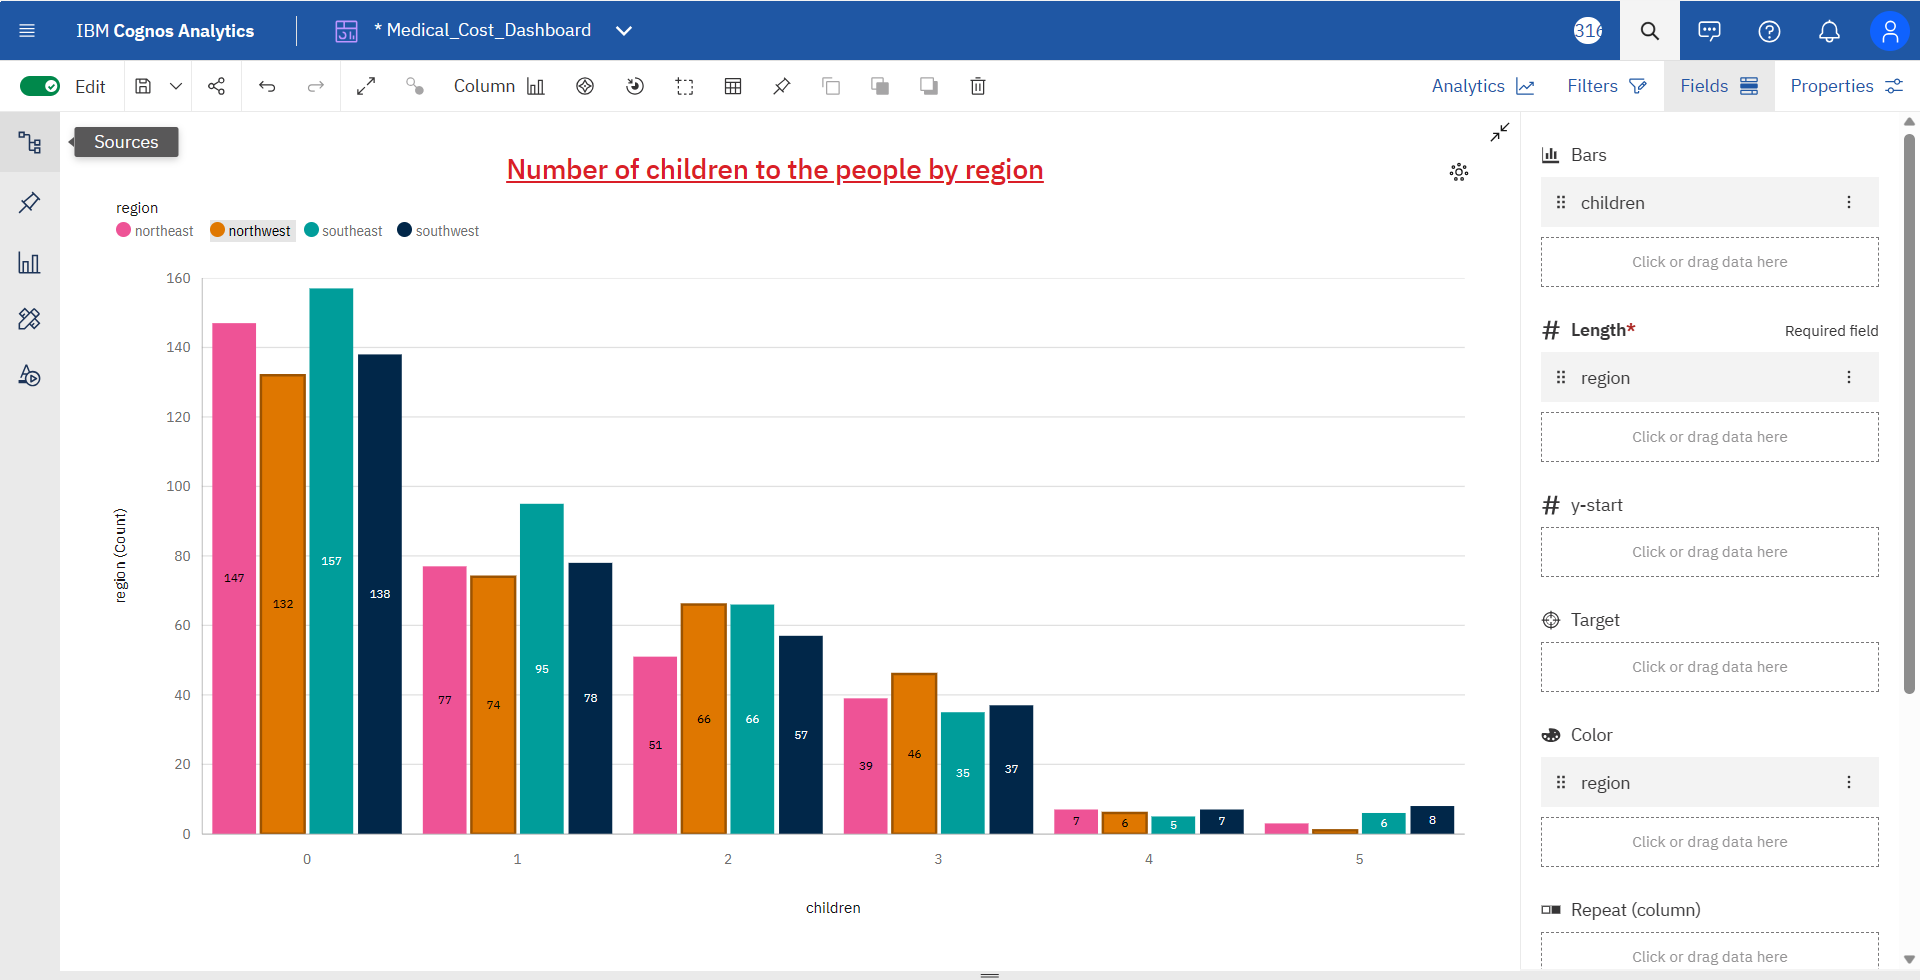 IBM Cognos Analytics
* Medical_Cost_Dashboard
316
Edit
Column
Analytics
Filters
Fields
Properties
Sources
Number of children to the people by region
region
northeast northwest southeast southwest
160
140
120
100
80
60
40
20
0
region (Count)
147 132 157 138
77 74 95 78
51 66 66 57
39 46 35 37
7 6 5 7
6 8
0 1 2 3 4 5
children
Bars
children
Click or drag data here
Length* Required field
region
Click or drag data here
y-start
Click or drag data here
Target
Click or drag data here
Color
region
Click or drag data here
Repeat (column)
Click or drag data here